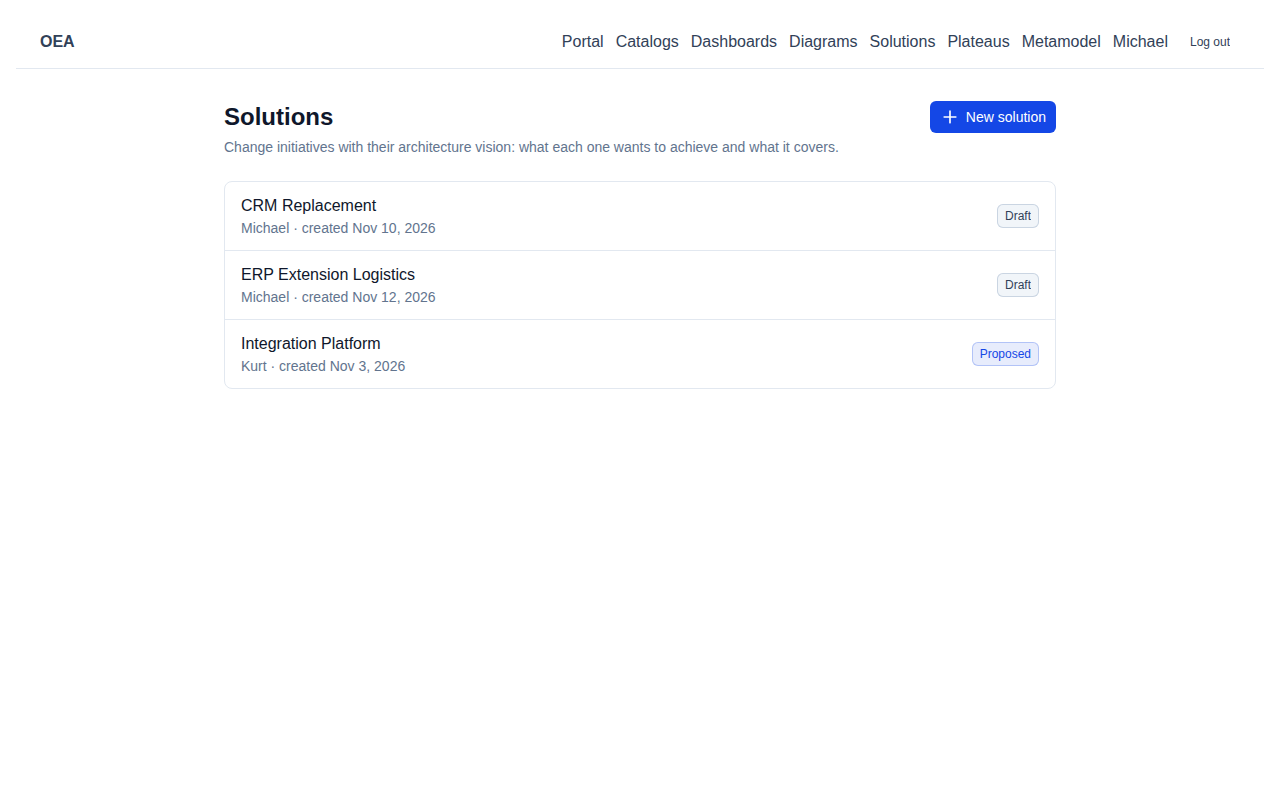 OEA
Portal Catalogs Dashboards Diagrams Solutions Plateaus Metamodel Michael Log out
Solutions
New solution
Change initiatives with their architecture vision: what each one wants to achieve and what it covers.
CRM Replacement
Michael · created Nov 10, 2026
Draft
ERP Extension Logistics
Michael · created Nov 12, 2026
Draft
Integration Platform
Kurt · created Nov 3, 2026
Proposed